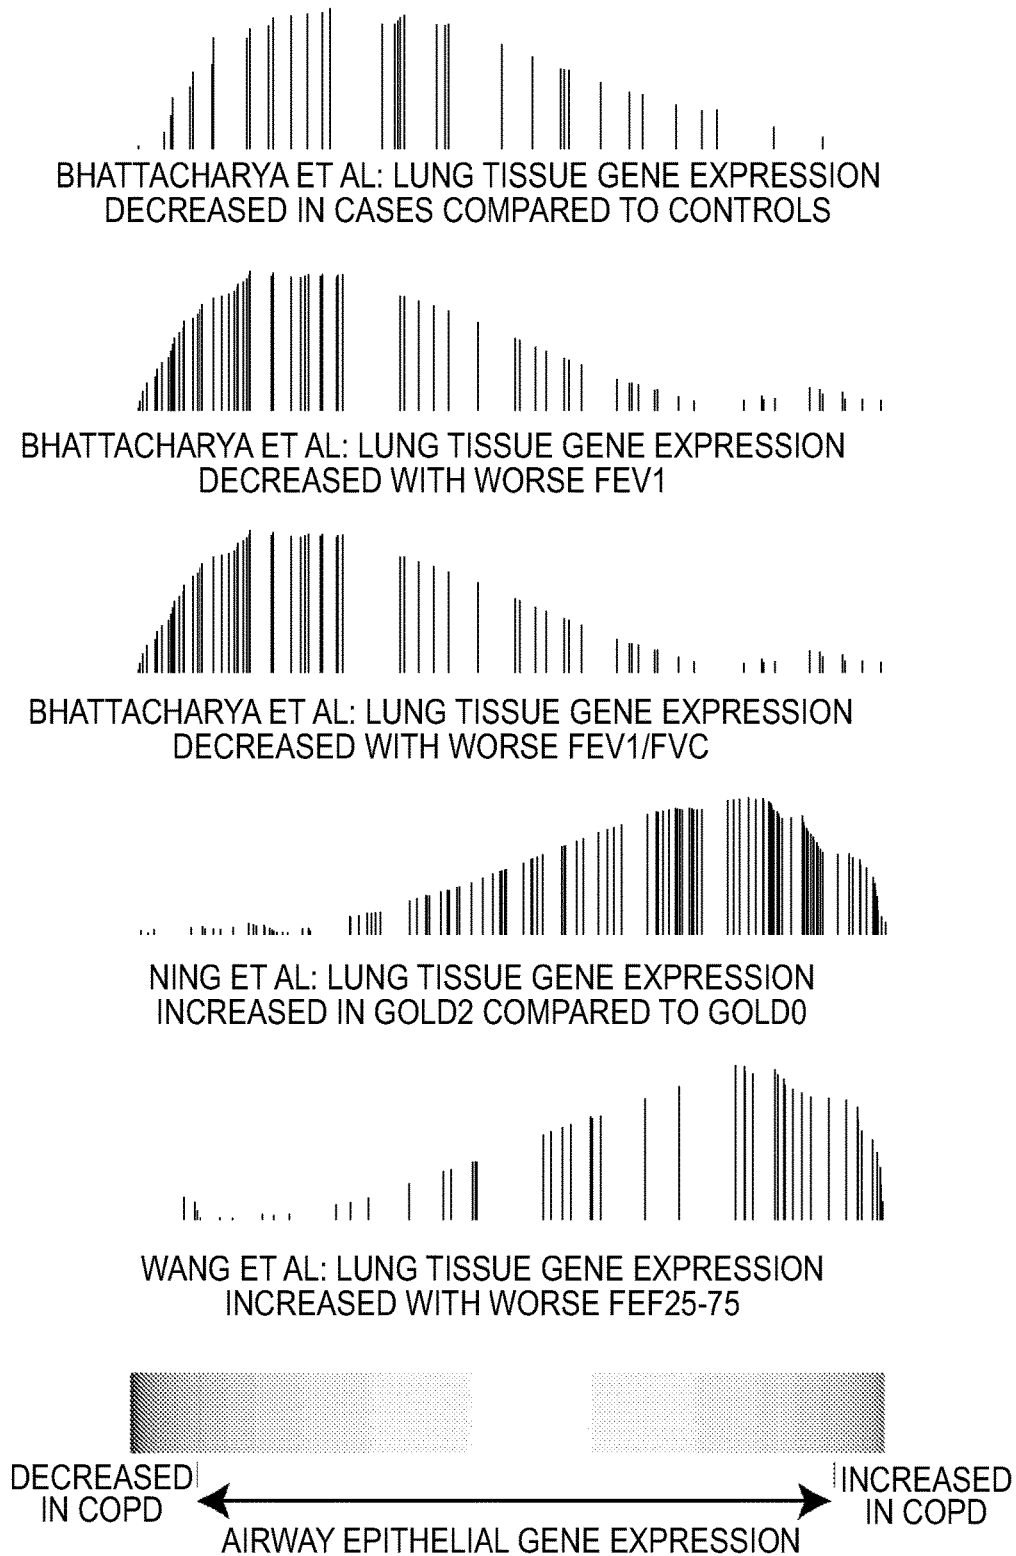 BHATTACHARYA ET AL: LUNG TISSUE GENE EXPRESSION
DECREASED IN CASES COMPARED TO CONTROLS
BHATTACHARYA ET AL: LUNG TISSUE GENE EXPRESSION
DECREASED WITH WORSE FEV1
BHATTACHARYA ET AL: LUNG TISSUE GENE EXPRESSION
DECREASED WITH WORSE FEV1/FVC
NING ET AL: LUNG TISSUE GENE EXPRESSION
INCREASED IN GOLD2 COMPARED TO GOLD0
WANG ET AL: LUNG TISSUE GENE EXPRESSION
INCREASED WITH WORSE FEF25-75
DECREASED
IN COPD
INCREASED
IN COPD
AIRWAY EPITHELIAL GENE EXPRESSION